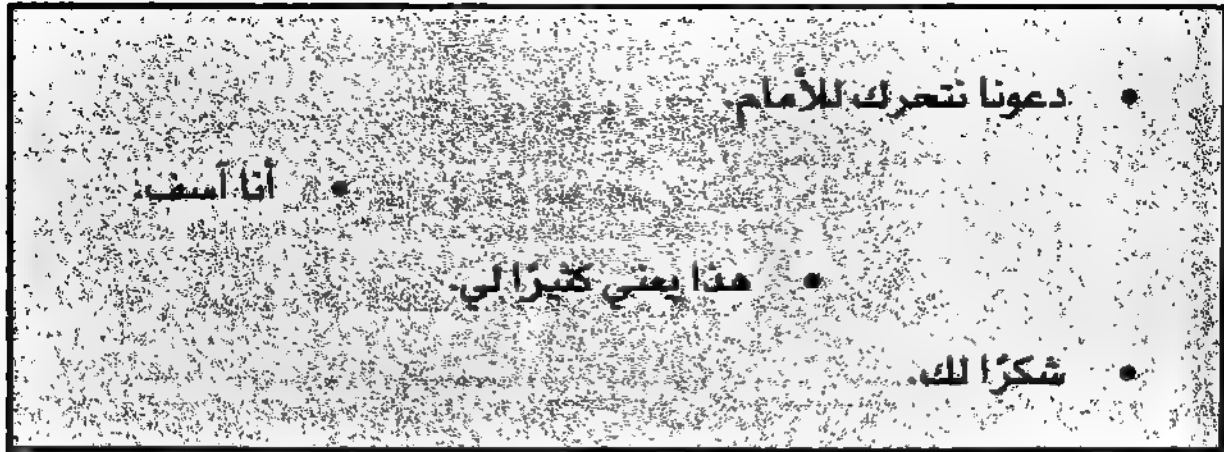 • دعونا نتحرك للأمام.
• أنا آسف.
• هذا يعني كثيرًا لي.
• شكرًا لك.